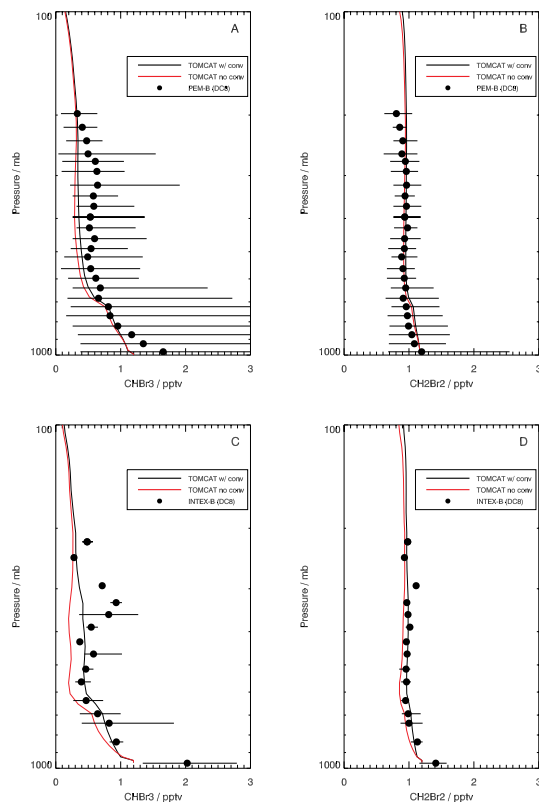 100
A
TOMCAT w/ conv
TOMCAT no conv
PEM-B (DC8)
Pressure / mb
1000
0 1 2 3
CHBr3 / pptv
100
B
TOMCAT w/ conv
TOMCAT no conv
PEM-B (DC8)
Pressure / mb
1000
0 1 2 3
CH2Br2 / pptv
100
C
TOMCAT w/ conv
TOMCAT no conv
INTEX-B (DC8)
Pressure / mb
1000
0 1 2 3
CHBr3 / pptv
100
D
TOMCAT w/ conv
TOMCAT no conv
INTEX-B (DC8)
Pressure / mb
1000
0 1 2 3
CH2Br2 / pptv